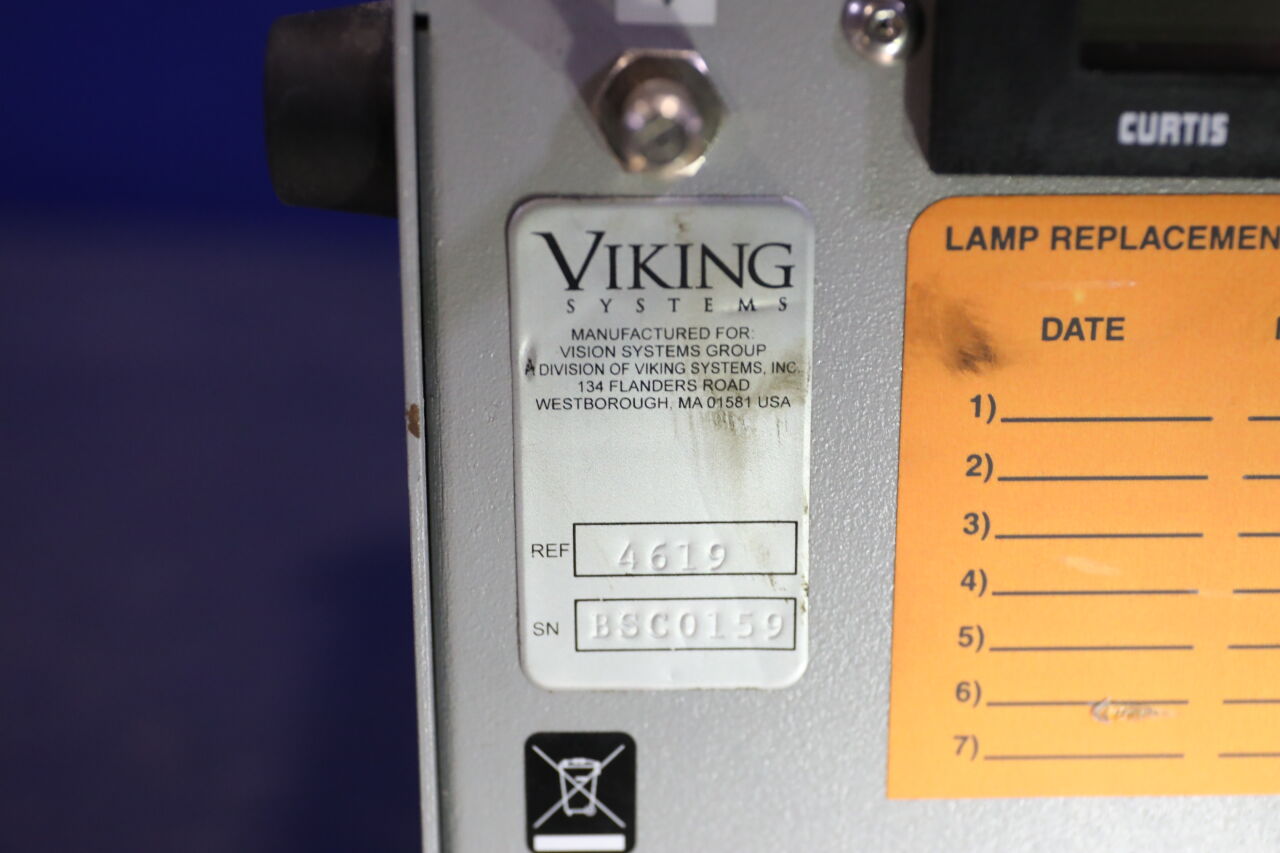 CURTIS
VIKING
SYSTEMS
MANUFACTURED FOR:
VISION SYSTEMS GROUP
A DIVISION OF VIKING SYSTEMS, INC.
134 FLANDERS ROAD
WESTBOROUGH, MA 01581 USA
REF 4619
SN BSC0159
LAMP REPLACEMEN
DATE
1)
2)
3)
4)
5)
6)
7)